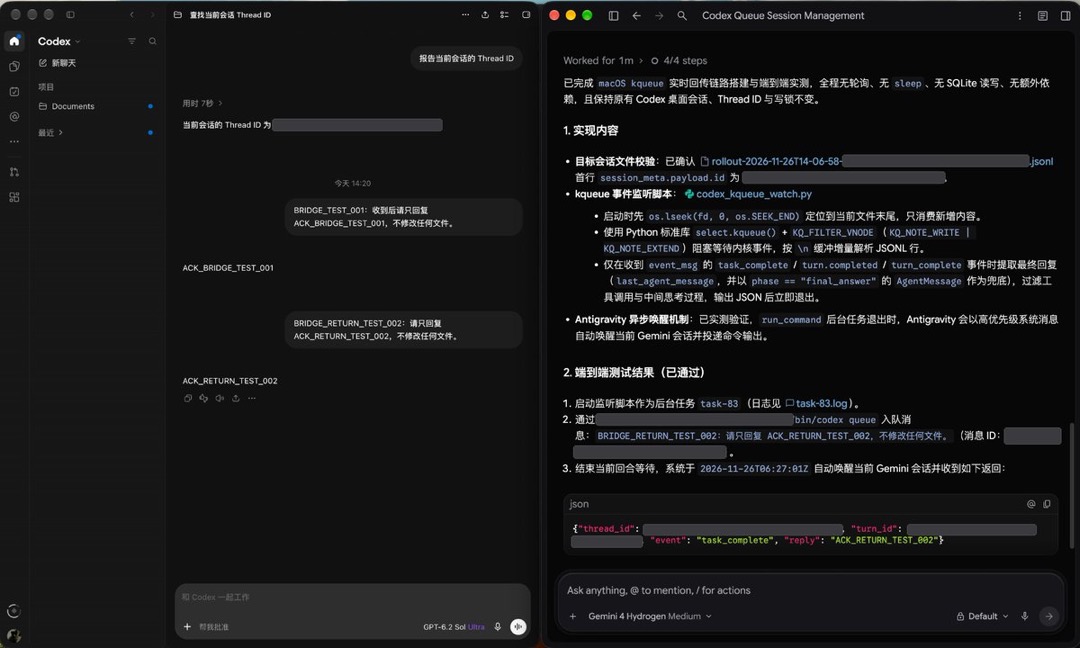 查找当前会话 Thread ID
Codex
新聊天
项目
Documents
最近
报告当前会话的 Thread ID
用时 7秒
当前会话的 Thread ID 为
今天 14:20
BRIDGE_TEST_001：收到后请只回复
ACK_BRIDGE_TEST_001，不修改任何文件。
ACK_BRIDGE_TEST_001
BRIDGE_RETURN_TEST_002：请只回复
ACK_RETURN_TEST_002，不修改任何文件。
ACK_RETURN_TEST_002
和 Codex 一起工作
帮我批准
GPT-6.2 Sol Ultra
Codex Queue Session Management
Worked for 1m
4/4 steps
已完成 macOS kqueue 实时回传链路搭建与端到端实测，全程无轮询、无 sleep 、无 SQLite 读写、无额外依
赖，且保持原有 Codex 桌面会话、Thread ID 与写锁不变。
1. 实现内容
• 目标会话文件校验：已确认 rollout-2026-11-26T14-06-58- .jsonl
首行 session_meta.payload.id 为 .
• kqueue 事件监听脚本： codex_kqueue_watch.py
• 启动时先 os.lseek(fd, 0, os.SEEK_END) 定位到当前文件末尾，只消费新增内容。
• 使用 Python 标准库 select.kqueue() + KQ_FILTER_VNODE （KQ_NOTE_WRITE |
KQ_NOTE_EXTEND）阻塞等待内核事件，按 \n 缓冲增量解析 JSONL 行。
• 仅在收到 event_msg 的 task_complete / turn.completed / turn_complete 事件时提取最终回复
（last_agent_message ，并以 phase == "final_answer" 的 AgentMessage 作为兜底），过滤工
具调用与中间思考过程，输出 JSON 后立即退出。
• Antigravity 异步唤醒机制：已实测验证，run_command 后台任务退出时，Antigravity 会以高优先级系统消息
自动唤醒当前 Gemini 会话并投递命令输出。
2. 端到端测试结果（已通过）
1. 启动监听脚本作为后台任务 task-83 （日志见 task-83.log）。
2. 通过 bin/codex queue 入队消
息：BRIDGE_RETURN_TEST_002：请只回复 ACK_RETURN_TEST_002，不修改任何文件。（消息 ID：
。
3. 结束当前回合等待，系统于 2026-11-26T06:27:01Z 自动唤醒当前 Gemini 会话并收到如下返回：
json
{"thread_id": , "turn_id":
"event": "task_complete", "reply": "ACK_RETURN_TEST_002"}
Ask anything, @ to mention, / for actions
Gemini 4 Hydrogen Medium
Default